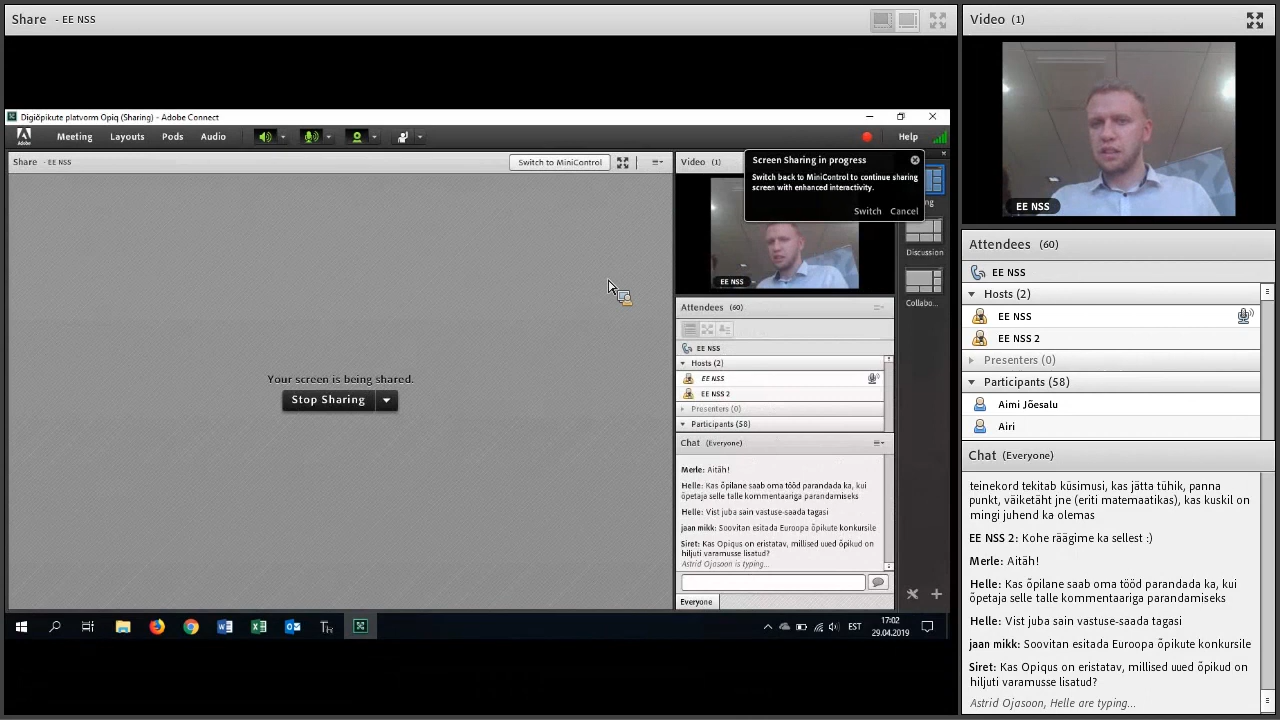 Share - EE NSS
Digiõpikute platvorm Opiq (Sharing) - Adobe Connect
Adobe
Meeting Layouts Pods Audio
Help
Share - EE NSS
Switch to MiniControl
Your screen is being shared.
Stop Sharing
Video (1)
Screen Sharing in progress
Switch back to MiniControl to continue sharing
screen with enhanced interactivity.
Switch Cancel
ng
Discussion
Collabo...
EE NSS
Attendees (60)
EE NSS
Hosts (2)
EE NSS
EE NSS 2
Presenters (0)
Participants (58)
Chat (Everyone)
Merle: Aitäh!
Helle: Kas õpilane saab oma tööd parandada ka, kui
õpetaja selle talle kommentaariga parandamiseks
Helle: Vist juba sain vastuse-saada tagasi
jaan mikk: Soovitan esitada Euroopa õpikute konkursile
Siret: Kas Opiqus on eristatav, millised uued õpikud on
hiljuti varamusse lisatud?
Astrid Ojasoon is typing...
Everyone
EST
17:02
29.04.2019
Video (1)
EE NSS
Attendees (60)
EE NSS
Hosts (2)
EE NSS
EE NSS 2
Presenters (0)
Participants (58)
Aimi Jõesalu
Airi
Chat (Everyone)
teinekord tekitab küsimusi, kas jätta tühik, panna
punkt, väiketäht jne (eriti matemaatikas), kas kuskil on
mingi juhend ka olemas
EE NSS 2: Kohe räägime ka sellest :)
Merle: Aitäh!
Helle: Kas õpilane saab oma tööd parandada ka, kui
õpetaja selle talle kommentaariga parandamiseks
Helle: Vist juba sain vastuse-saada tagasi
jaan mikk: Soovitan esitada Euroopa õpikute konkursile
Siret: Kas Opiqus on eristatav, millised uued õpikud on
hiljuti varamusse lisatud?
Astrid Ojasoon, Helle are typing...